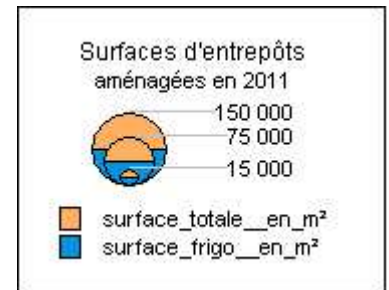 Surfaces d'entrepôts
aménagées en 2011
150 000
75 000
15 000
surface_totale__en_m²
surface_frigo__en_m²